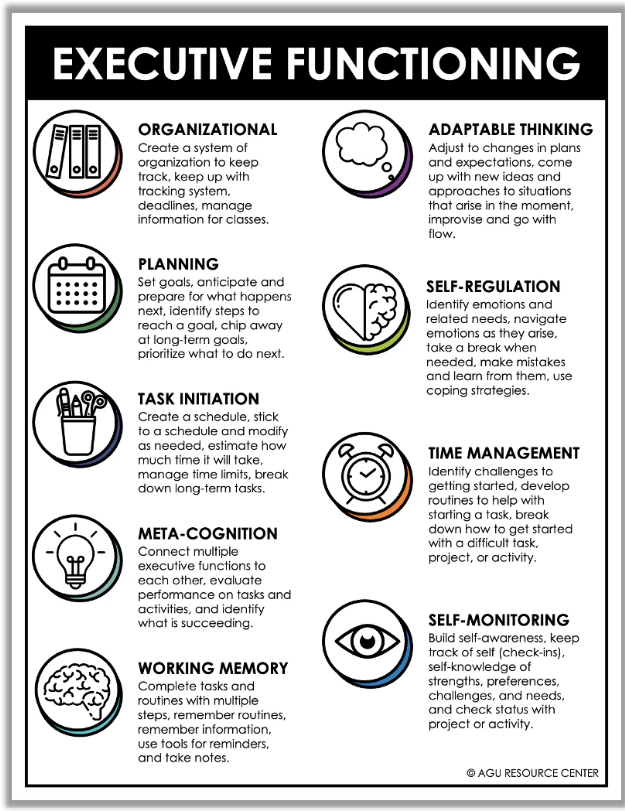 EXECUTIVE FUNCTIONING
ORGANIZATIONAL
Create a system of
organization to keep
track, keep up with
tracking system,
deadlines, manage
information for classes.
PLANNING
Set goals, anticipate and
prepare for what happens
next, identify steps to
reach a goal, chip away
at long-term goals,
prioritize what to do next.
TASK INITIATION
Create a schedule, stick
to a schedule and modify
as needed, estimate how
much time it will take,
manage time limits, break
down long-term tasks.
META-COGNITION
Connect multiple
executive functions to
each other, evaluate
performance on tasks and
activities, and identify
what is succeeding.
WORKING MEMORY
Complete tasks and
routines with multiple
steps, remember routines,
remember information,
use tools for reminders,
and take notes.
ADAPTABLE THINKING
Adjust to changes in plans
and expectations, come
up with new ideas and
approaches to situations
that arise in the moment,
improvise and go with
flow.
SELF-REGULATION
Identify emotions and
related needs, navigate
emotions as they arise,
take a break when
needed, make mistakes
and learn from them, use
coping strategies.
TIME MANAGEMENT
Identify challenges to
getting started, develop
routines to help with
starting a task, break
down how to get started
with a difficult task,
project, or activity.
SELF-MONITORING
Build self-awareness, keep
track of self (check-ins),
self-knowledge of
strengths, preferences,
challenges, and needs,
and check status with
project or activity.
© AGU RESOURCE CENTER